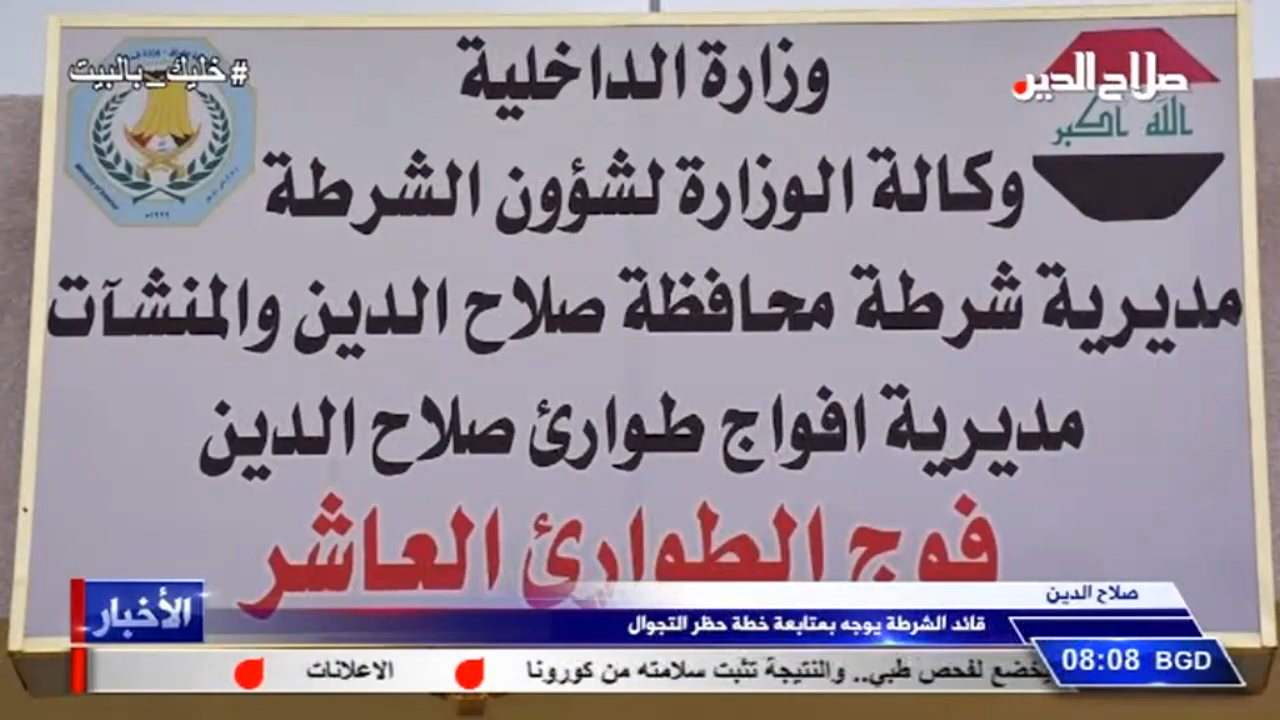 #خليك_بالبيت
صلاح الدين
الله اكبر
وزارة الداخلية
وكالة الوزارة لشؤون الشرطة
مديرية شرطة محافظة صلاح الدين والمنشآت
مديرية افواج طوارئ صلاح الدين
فوج الطوارئ العاشر
صلاح الدين
الأخبار
قائد الشرطة يوجه بمتابعة خطة حظر التجوال
08:08 BGD
يخضع لفحص طبي.. والنتيجة تثبت سلامته من كورونا
الاعلانات